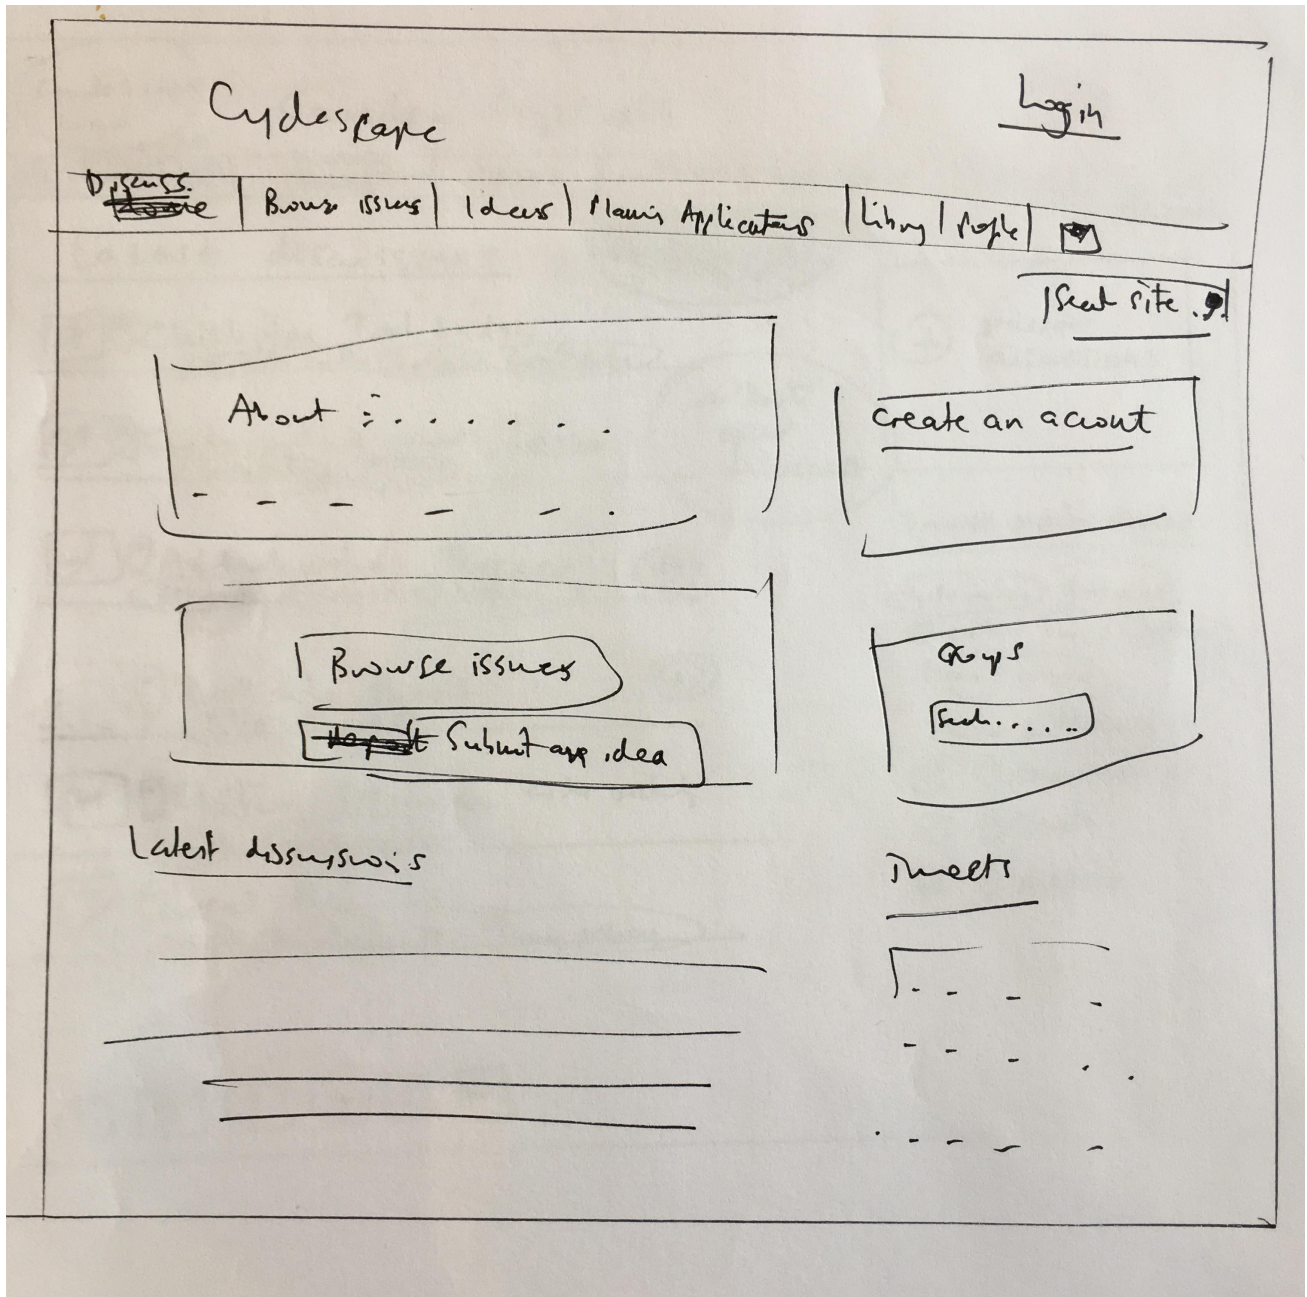 Cyclescape
Login
Discuss
Browse issues | Ideas | Planning Applications | Library | People |
Search site...
About :- . . . . . .
Create an account
Browse issues
Submit an idea
Groups
Search.....
Latest discussions
Tweets